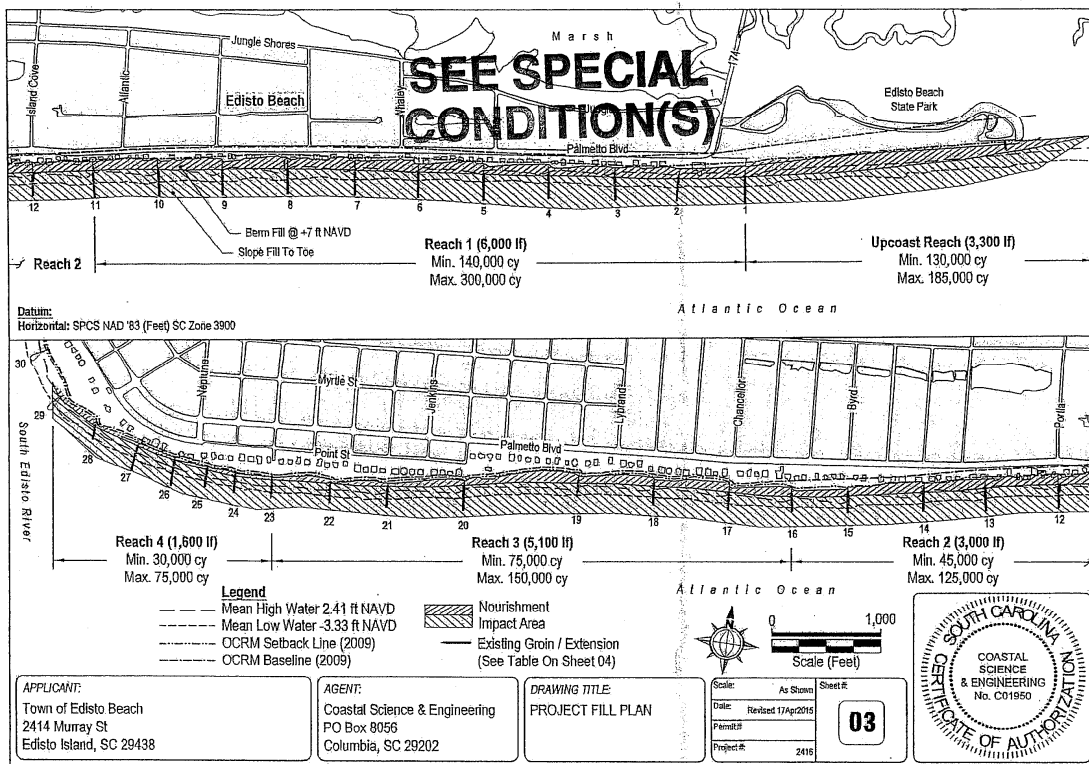 Marsh
Jungle Shores
174
SEE SPECIAL
CONDITION(S)
Island Cove
Atlantic
Edisto Beach
Whaley
Edisto Beach
State Park
Palmetto Blvd
12 11 10 9 8 7 6 5 4 3 2 1
Berm Fill @ +7 ft NAVD
Slope Fill To Toe
Reach 2
Reach 1 (6,000 lf)
Min. 140,000 cy
Max. 300,000 cy
Upcoast Reach (3,300 lf)
Min. 130,000 cy
Max. 185,000 cy
Atlantic Ocean
Datum:
Horizontal: SPCS NAD '83 (Feet) SC Zone 3900
30
Neptune
Myrtle St
Jenkins
Lybrand
Chancellor
Byrd
Portia
Palmetto Blvd
Point St
South Edisto River
29 28 27 26 25 24 23 22 21 20 19 18 17 16 15 14 13 12
Reach 4 (1,600 lf)
Min. 30,000 cy
Max. 75,000 cy
Reach 3 (5,100 lf)
Min. 75,000 cy
Max. 150,000 cy
Reach 2 (3,000 lf)
Min. 45,000 cy
Max. 125,000 cy
Atlantic Ocean
Legend
Mean High Water 2.41 ft NAVD
Mean Low Water -3.33 ft NAVD
OCRM Setback Line (2009)
OCRM Baseline (2009)
Nourishment
Impact Area
Existing Groin / Extension
(See Table On Sheet 04)
N
0 1,000
Scale (Feet)
SOUTH CAROLINA
CERTIFICATE OF AUTHORIZATION
COASTAL
SCIENCE
& ENGINEERING
No. C01950
APPLICANT:
Town of Edisto Beach
2414 Murray St
Edisto Island, SC 29438
AGENT:
Coastal Science & Engineering
PO Box 8056
Columbia, SC 29202
DRAWING TITLE:
PROJECT FILL PLAN
Scale: As Shown
Date: Revised 17Apr2015
Permit#
Project#: 2416
Sheet#:
03